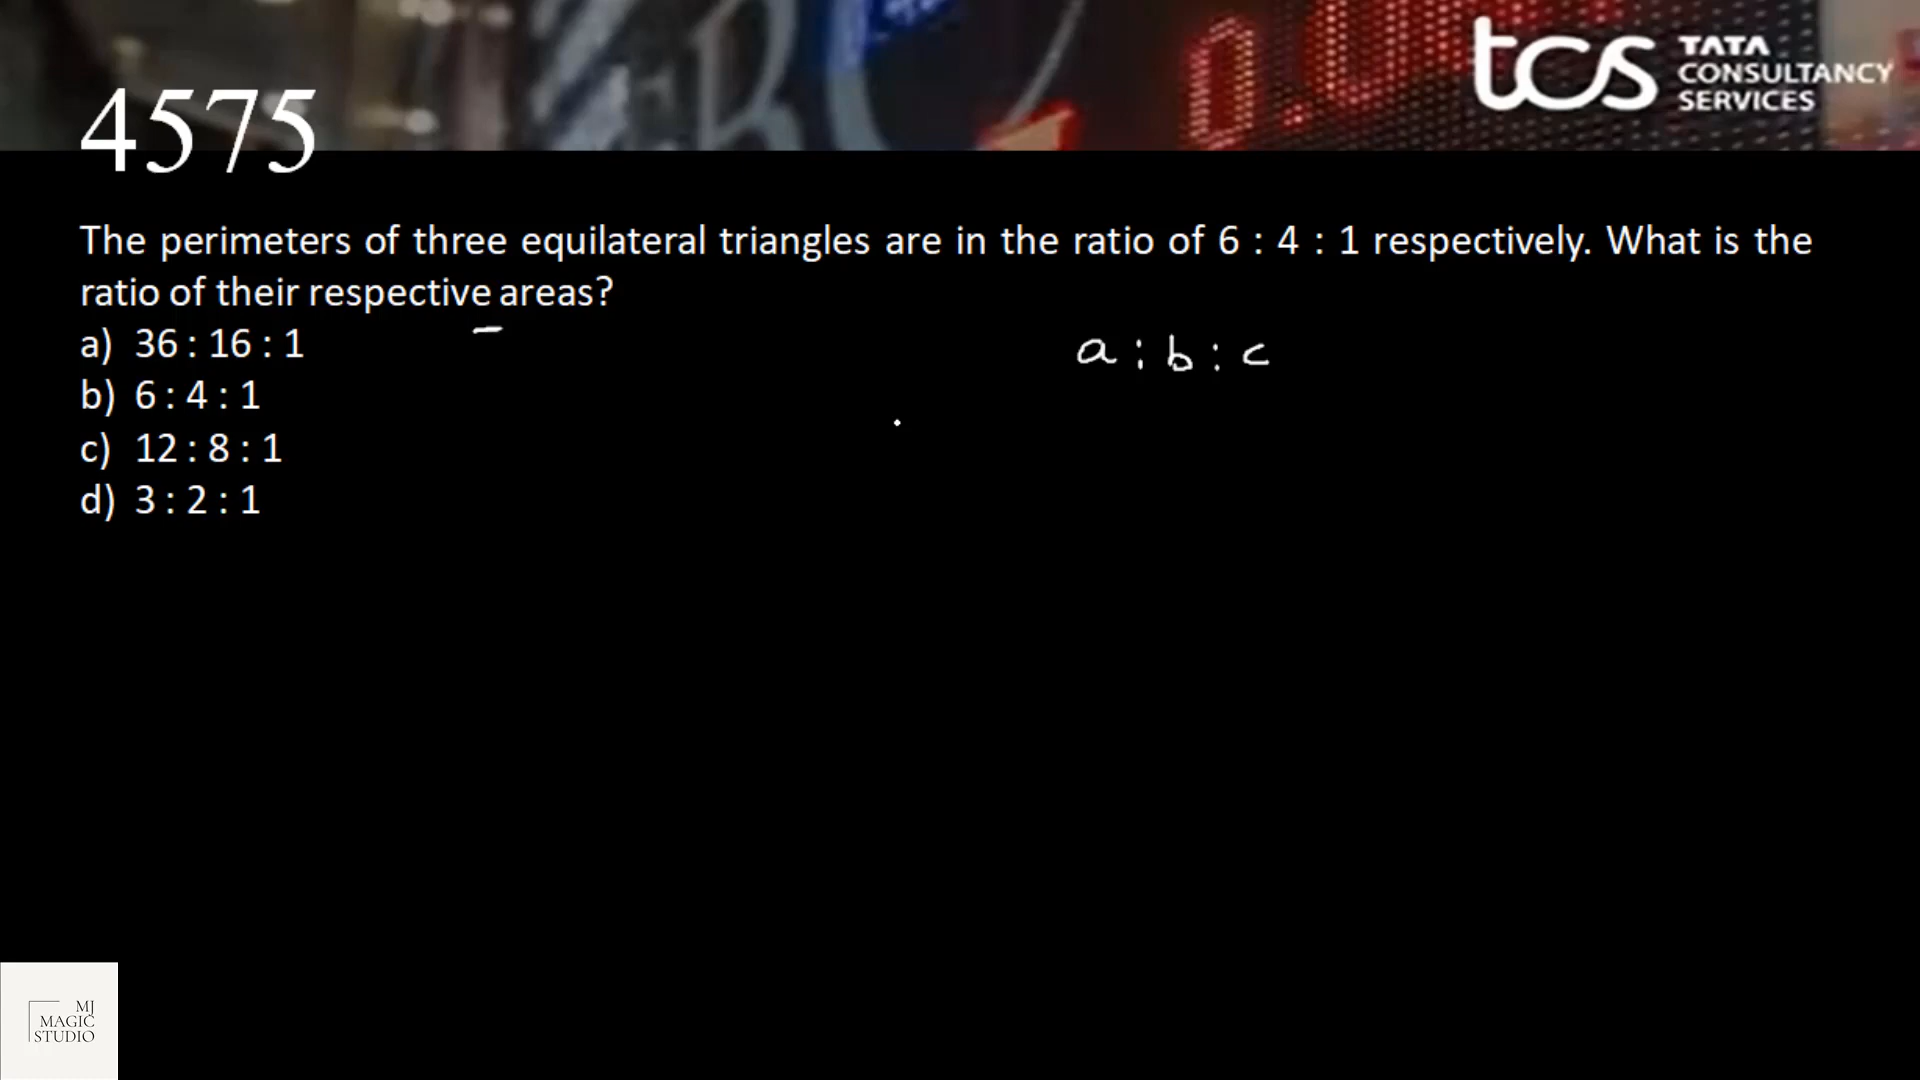 tcs TATA
CONSULTANCY
SERVICES
4575
The perimeters of three equilateral triangles are in the ratio of 6 : 4 : 1 respectively. What is the
ratio of their respective areas?
a) 36 : 16 : 1
a : b : c
b) 6 : 4 : 1
c) 12 : 8 : 1
d) 3 : 2 : 1
MJ
MAGIC
STUDIO